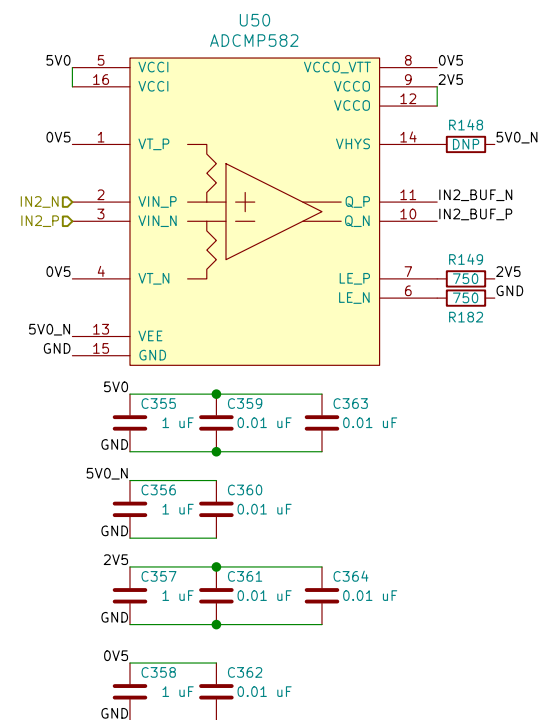 U50
ADCMP582
5V0 5 VCCI VCCO_VTT 8 0V5
16 VCCI VCCO 9 2V5
VCCO 12
R148
0V5 1 VT_P VHYS 14 DNP 5V0_N
IN2_N 2 VIN_P + Q_P 11 IN2_BUF_N
IN2_P 3 VIN_N − Q_N 10 IN2_BUF_P
R149
0V5 4 VT_N LE_P 7 750 2V5
LE_N 6 750 GND
R182
5V0_N 13 VEE
GND 15 GND
5V0
C355 C359 C363
1 uF 0.01 uF 0.01 uF
GND
5V0_N
C356 C360
1 uF 0.01 uF
GND
2V5
C357 C361 C364
1 uF 0.01 uF 0.01 uF
GND
0V5
C358 C362
1 uF 0.01 uF
GND